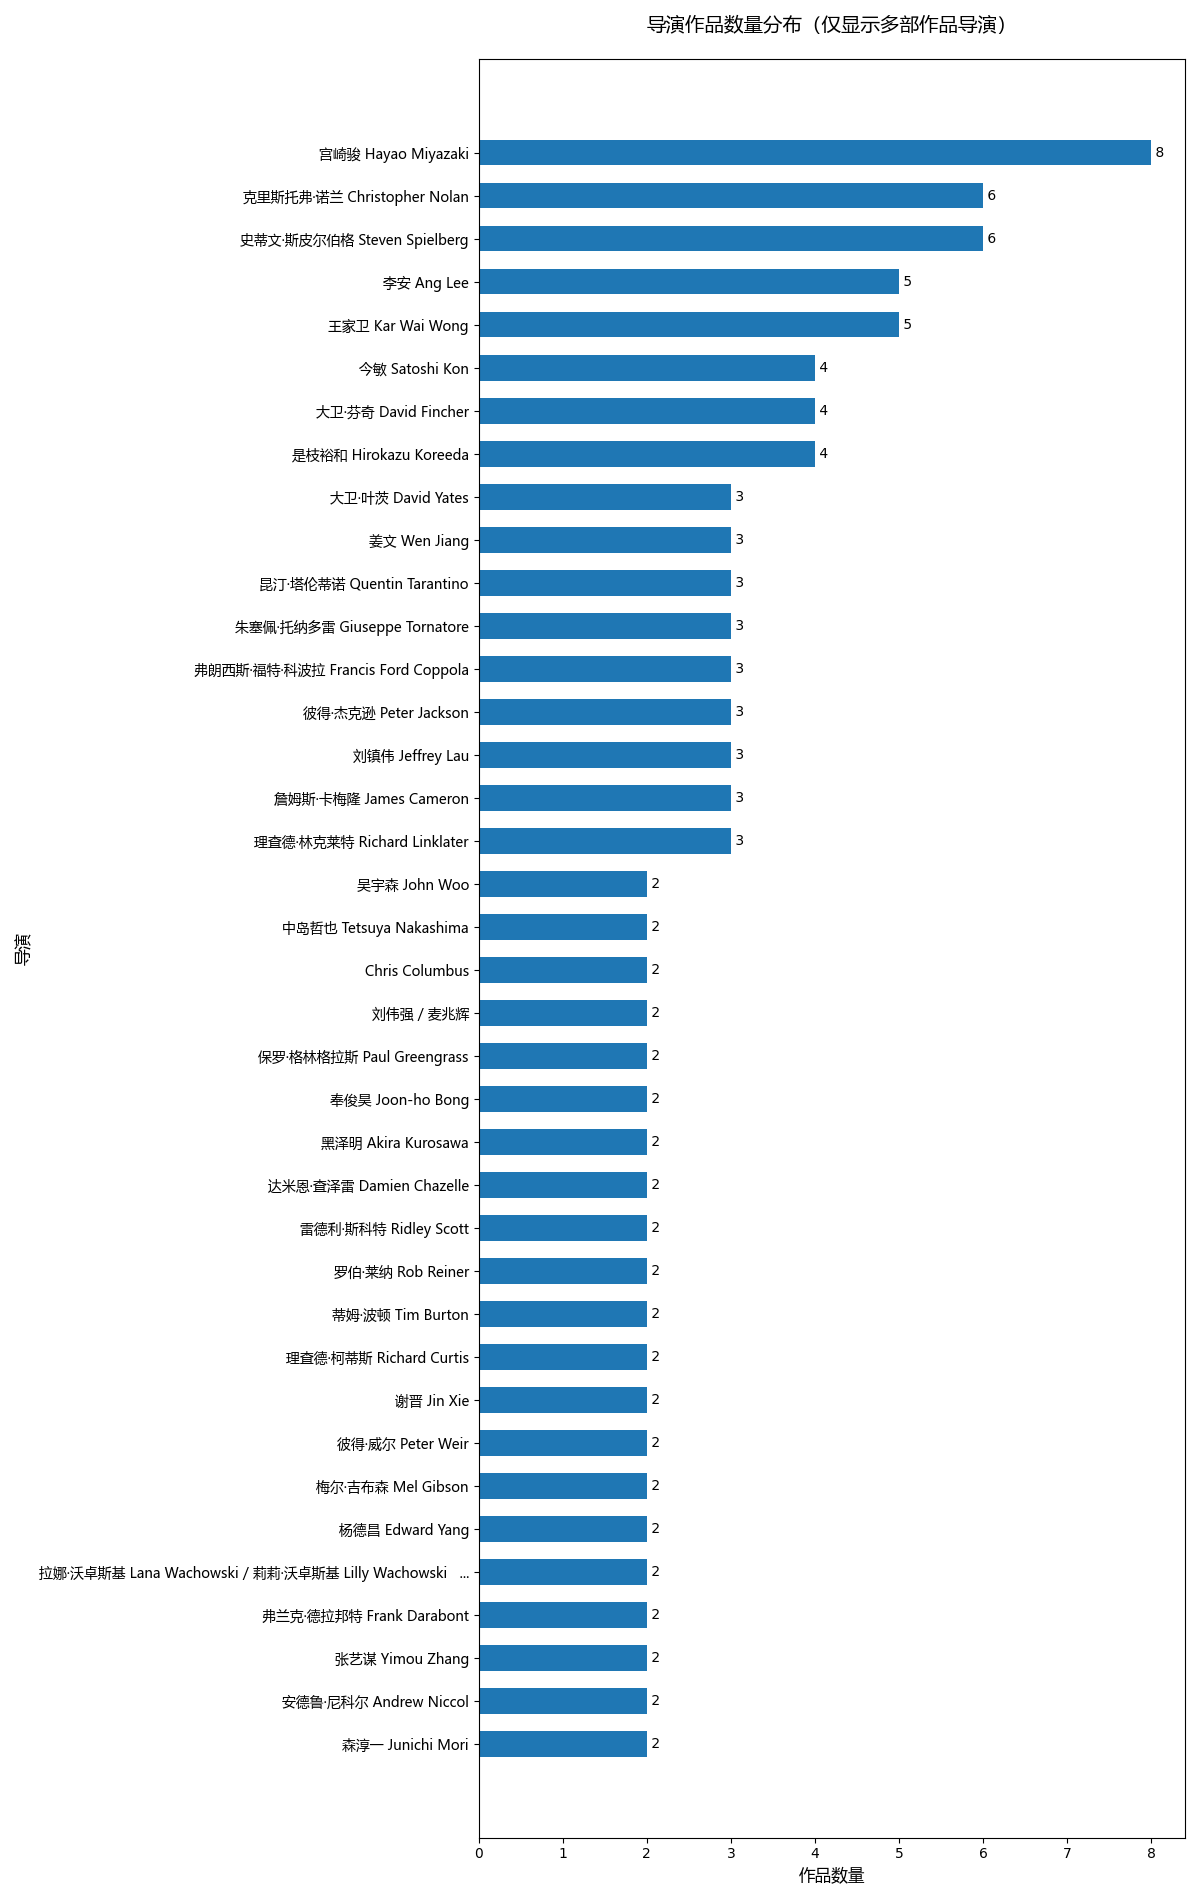 导演作品数量分布（仅显示多部作品导演）
宫崎骏 Hayao Miyazaki 8
克里斯托弗·诺兰 Christopher Nolan 6
史蒂文·斯皮尔伯格 Steven Spielberg 6
李安 Ang Lee 5
王家卫 Kar Wai Wong 5
今敏 Satoshi Kon 4
大卫·芬奇 David Fincher 4
是枝裕和 Hirokazu Koreeda 4
大卫·叶茨 David Yates 3
姜文 Wen Jiang 3
昆汀·塔伦蒂诺 Quentin Tarantino 3
朱塞佩·托纳多雷 Giuseppe Tornatore 3
弗朗西斯·福特·科波拉 Francis Ford Coppola 3
彼得·杰克逊 Peter Jackson 3
刘镇伟 Jeffrey Lau 3
詹姆斯·卡梅隆 James Cameron 3
理查德·林克莱特 Richard Linklater 3
吴宇森 John Woo 2
中岛哲也 Tetsuya Nakashima 2
Chris Columbus 2
刘伟强 / 麦兆辉 2
保罗·格林格拉斯 Paul Greengrass 2
奉俊昊 Joon-ho Bong 2
黑泽明 Akira Kurosawa 2
达米恩·查泽雷 Damien Chazelle 2
雷德利·斯科特 Ridley Scott 2
罗伯·莱纳 Rob Reiner 2
蒂姆·波顿 Tim Burton 2
理查德·柯蒂斯 Richard Curtis 2
谢晋 Jin Xie 2
彼得·威尔 Peter Weir 2
梅尔·吉布森 Mel Gibson 2
杨德昌 Edward Yang 2
拉娜·沃卓斯基 Lana Wachowski / 莉莉·沃卓斯基 Lilly Wachowski ... 2
弗兰克·德拉邦特 Frank Darabont 2
张艺谋 Yimou Zhang 2
安德鲁·尼科尔 Andrew Niccol 2
森淳一 Junichi Mori 2
导演
0 1 2 3 4 5 6 7 8
作品数量